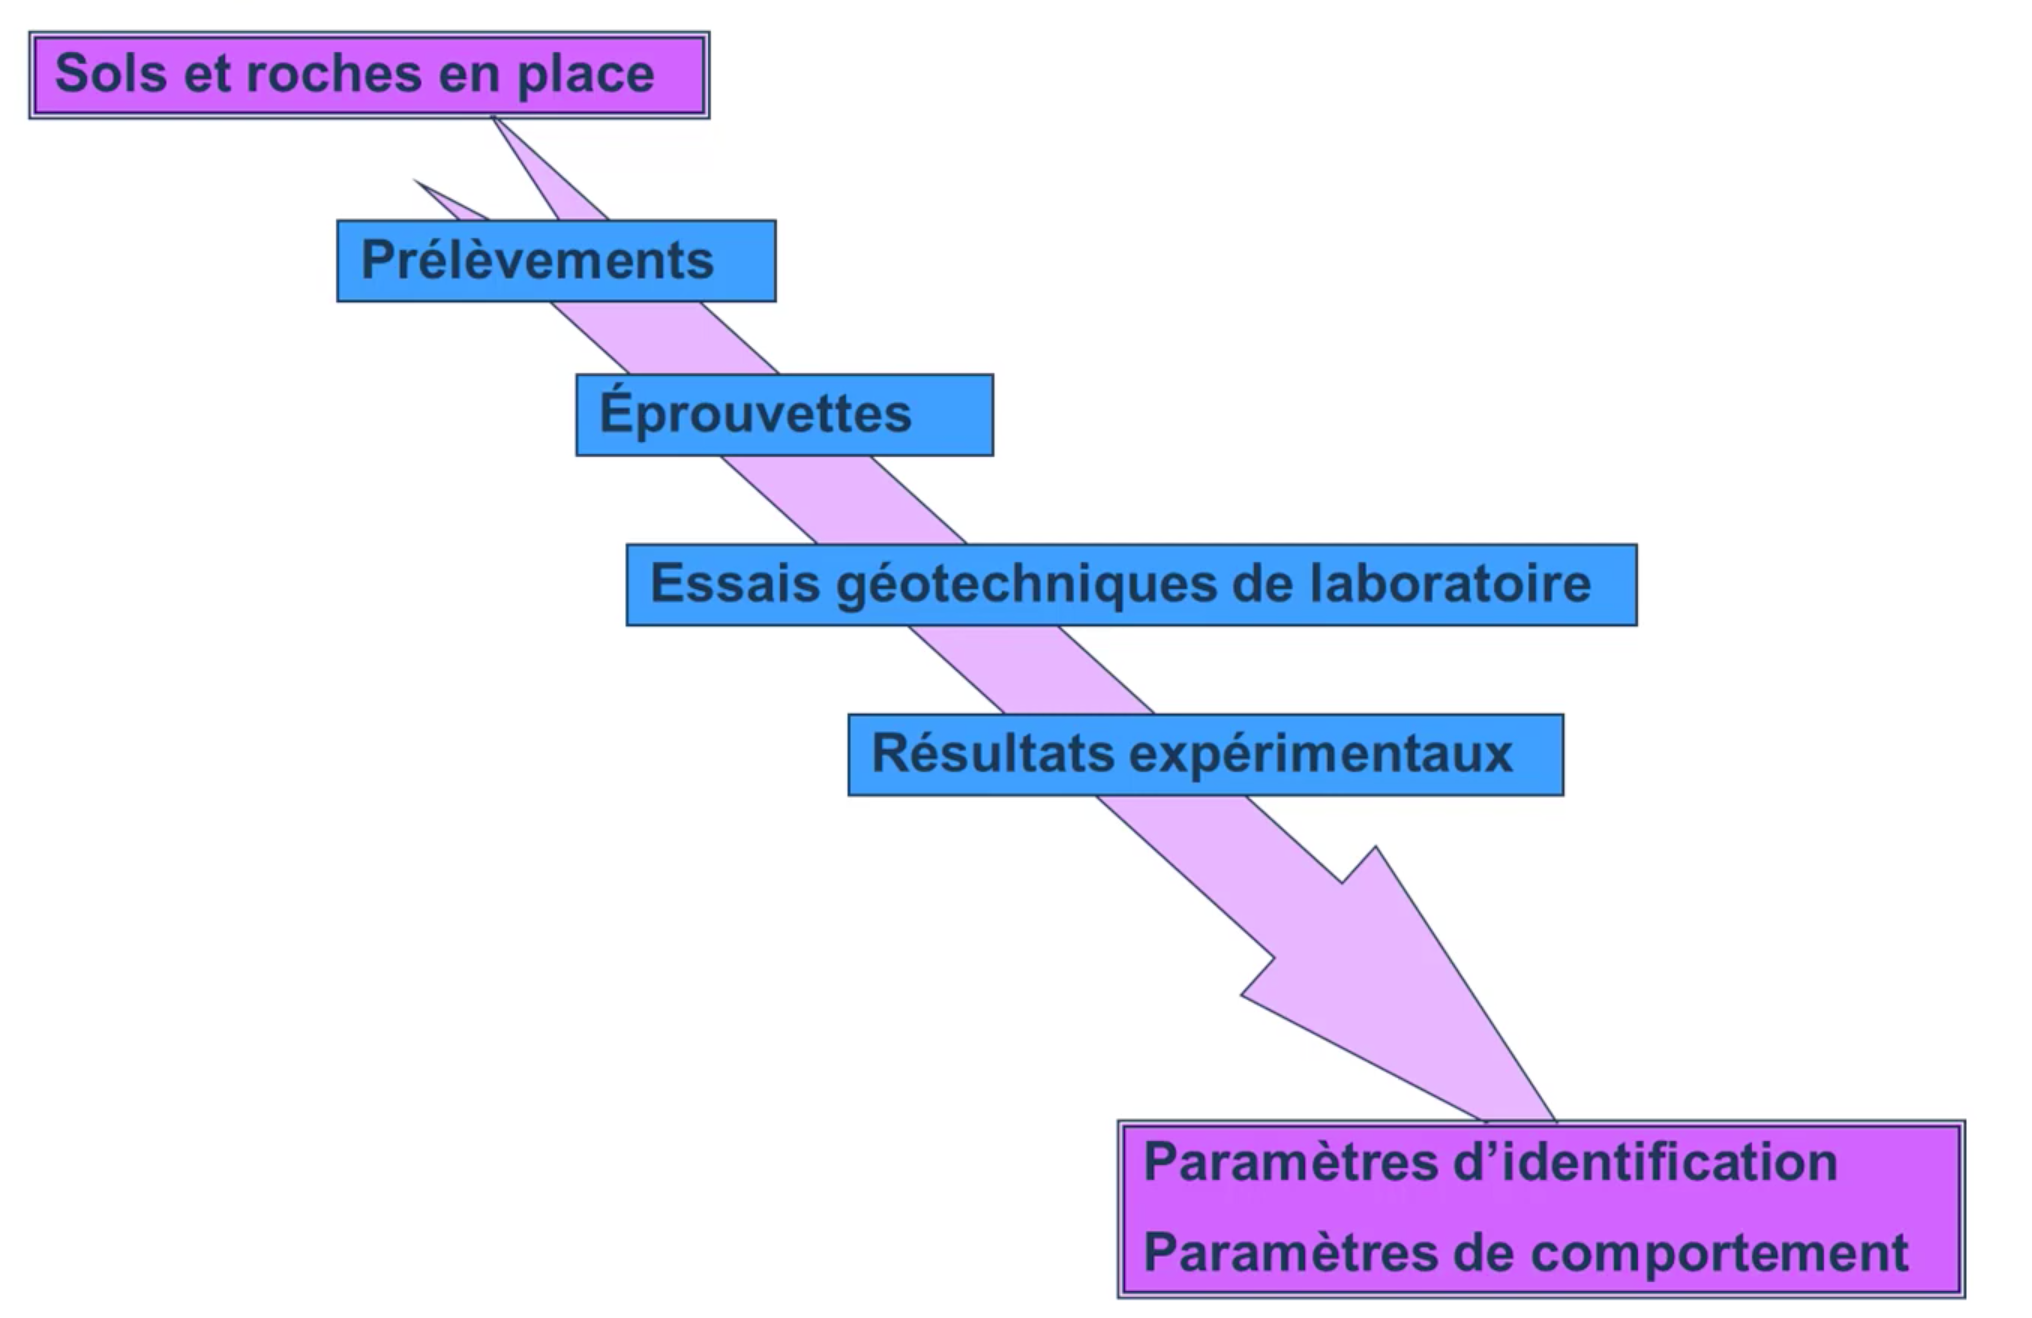 Sols et roches en place
Prélèvements
Éprouvettes
Essais géotechniques de laboratoire
Résultats expérimentaux
Paramètres d’identification
Paramètres de comportement